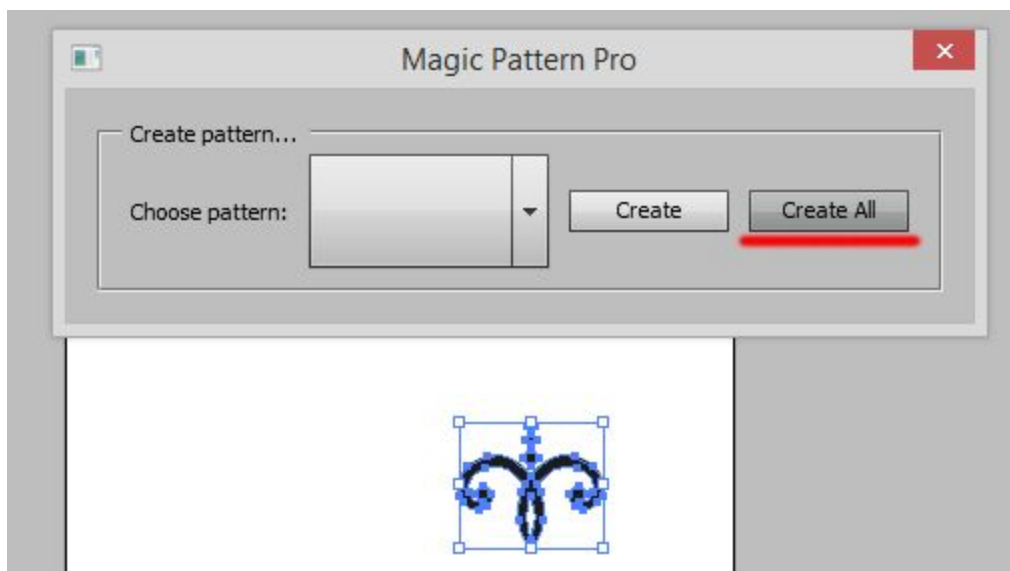 Magic Pattern Pro
Create pattern...
Choose pattern:
Create
Create All